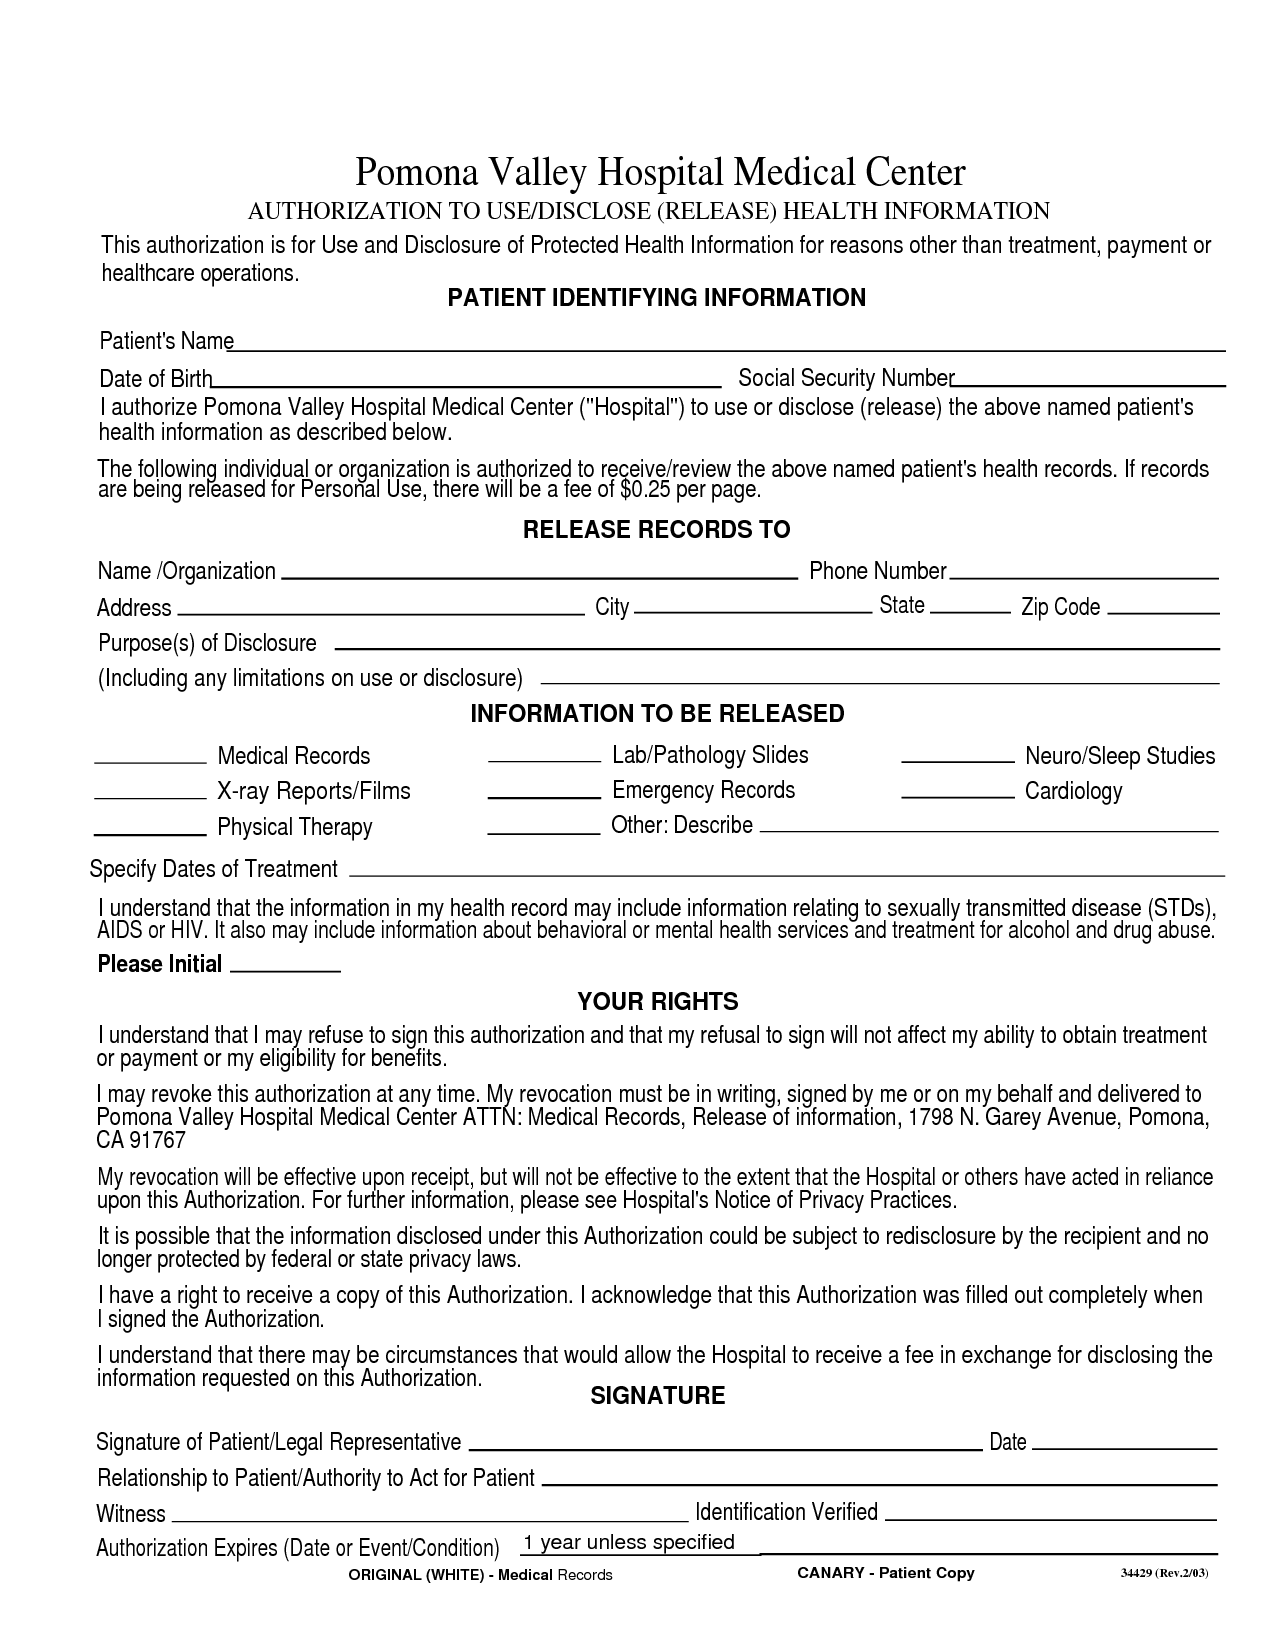 Pomona Valley Hospital Medical Center
AUTHORIZATION TO USE/DISCLOSE (RELEASE) HEALTH INFORMATION
This authorization is for Use and Disclosure of Protected Health Information for reasons other than treatment, payment or
healthcare operations.
PATIENT IDENTIFYING INFORMATION
Patient's Name
Date of Birth Social Security Number
I authorize Pomona Valley Hospital Medical Center ("Hospital") to use or disclose (release) the above named patient's
health information as described below.
The following individual or organization is authorized to receive/review the above named patient's health records. If records
are being released for Personal Use, there will be a fee of $0.25 per page.
RELEASE RECORDS TO
Name /Organization Phone Number
Address City State Zip Code
Purpose(s) of Disclosure
(Including any limitations on use or disclosure)
INFORMATION TO BE RELEASED
Medical Records Lab/Pathology Slides Neuro/Sleep Studies
X-ray Reports/Films Emergency Records Cardiology
Physical Therapy Other: Describe
Specify Dates of Treatment
I understand that the information in my health record may include information relating to sexually transmitted disease (STDs),
AIDS or HIV. It also may include information about behavioral or mental health services and treatment for alcohol and drug abuse.
Please Initial
YOUR RIGHTS
I understand that I may refuse to sign this authorization and that my refusal to sign will not affect my ability to obtain treatment
or payment or my eligibility for benefits.
I may revoke this authorization at any time. My revocation must be in writing, signed by me or on my behalf and delivered to
Pomona Valley Hospital Medical Center ATTN: Medical Records, Release of information, 1798 N. Garey Avenue, Pomona,
CA 91767
My revocation will be effective upon receipt, but will not be effective to the extent that the Hospital or others have acted in reliance
upon this Authorization. For further information, please see Hospital's Notice of Privacy Practices.
It is possible that the information disclosed under this Authorization could be subject to redisclosure by the recipient and no
longer protected by federal or state privacy laws.
I have a right to receive a copy of this Authorization. I acknowledge that this Authorization was filled out completely when
I signed the Authorization.
I understand that there may be circumstances that would allow the Hospital to receive a fee in exchange for disclosing the
information requested on this Authorization.
SIGNATURE
Signature of Patient/Legal Representative Date
Relationship to Patient/Authority to Act for Patient
Witness Identification Verified
Authorization Expires (Date or Event/Condition) 1 year unless specified
ORIGINAL (WHITE) - Medical Records CANARY - Patient Copy 34429 (Rev.2/03)